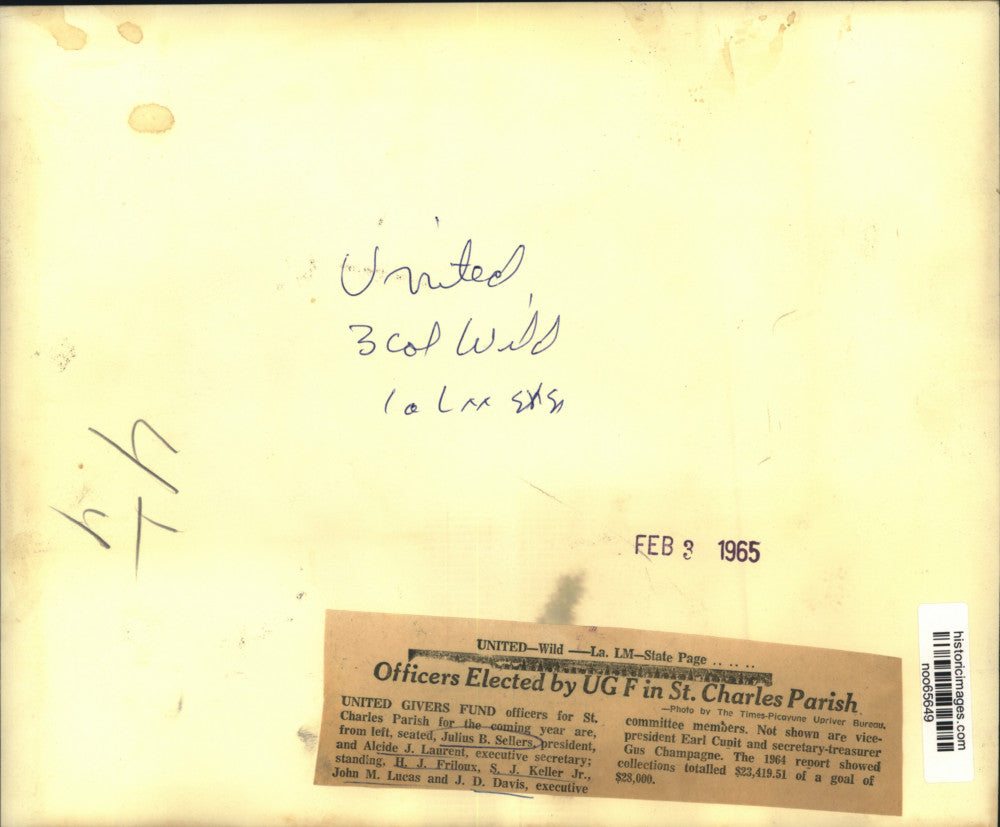 United
3 col Wild
FEB 3 1965
UNITED—Wild —La. LM—State Page .. .. ..
Officers Elected by UGF in St. Charles Parish
—Photo by The Times-Picayune Upriver Bureau.
UNITED GIVERS FUND officers for St.
Charles Parish for the coming year are,
from left, seated, Julius B. Sellers, president,
and Alcide J. Laurent, executive secretary;
standing, H. J. Friloux, S. J. Keller Jr.,
John M. Lucas and J. D. Davis, executive
committee members. Not shown are vice-
president Earl Cupit and secretary-treasurer
Gus Champagne. The 1964 report showed
collections totalled $23,419.51 of a goal of
$28,000.
historicimages.com
noo65649